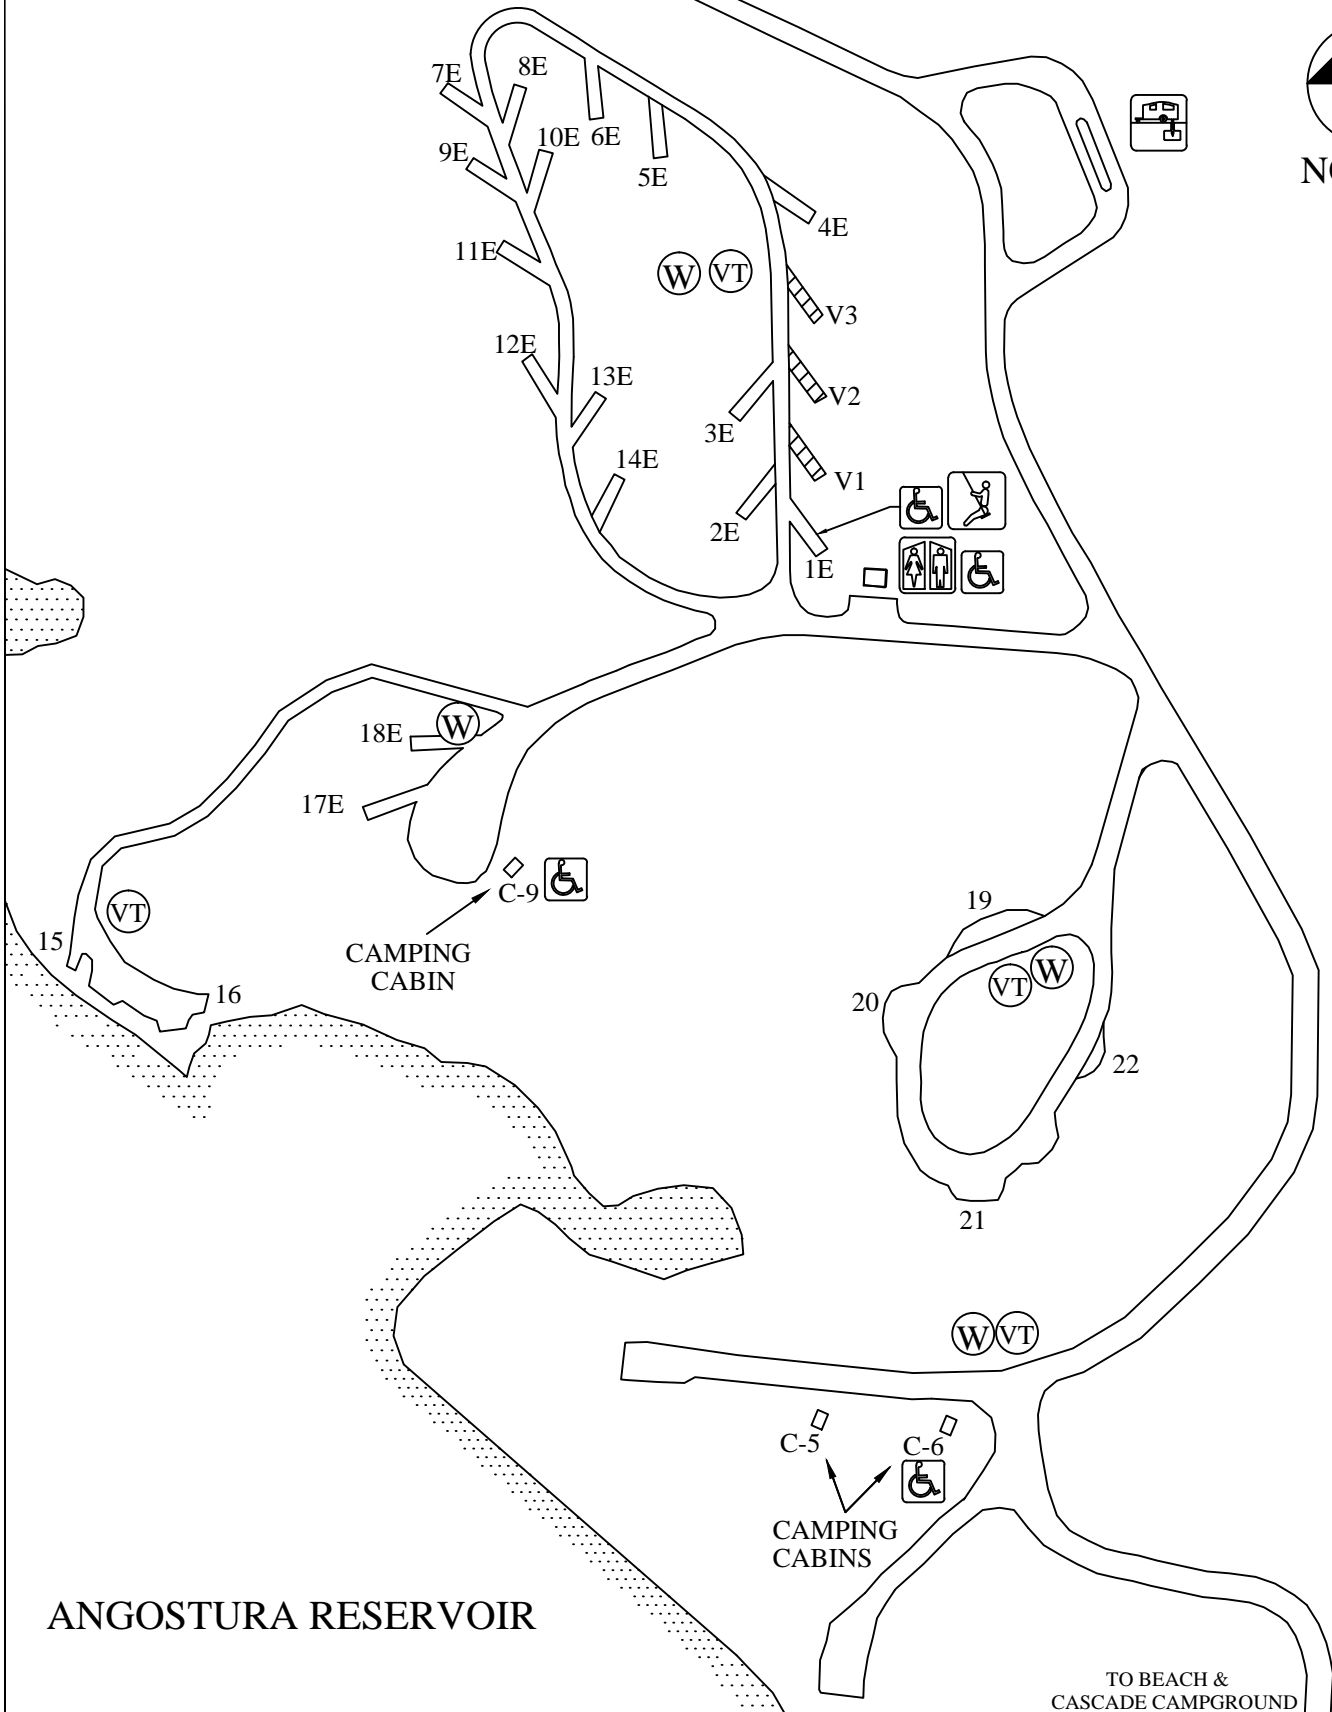 7E
8E
10E
6E
9E
5E
4E
11E
W
VT
V3
12E
13E
V2
3E
14E
V1
2E
1E
W
18E
17E
VT
C-9
19
15
CAMPING
CABIN
16
20
VT
W
22
21
W
VT
C-5
C-6
CAMPING
CABINS
ANGOSTURA RESERVOIR
TO BEACH &
CASCADE CAMPGROUND